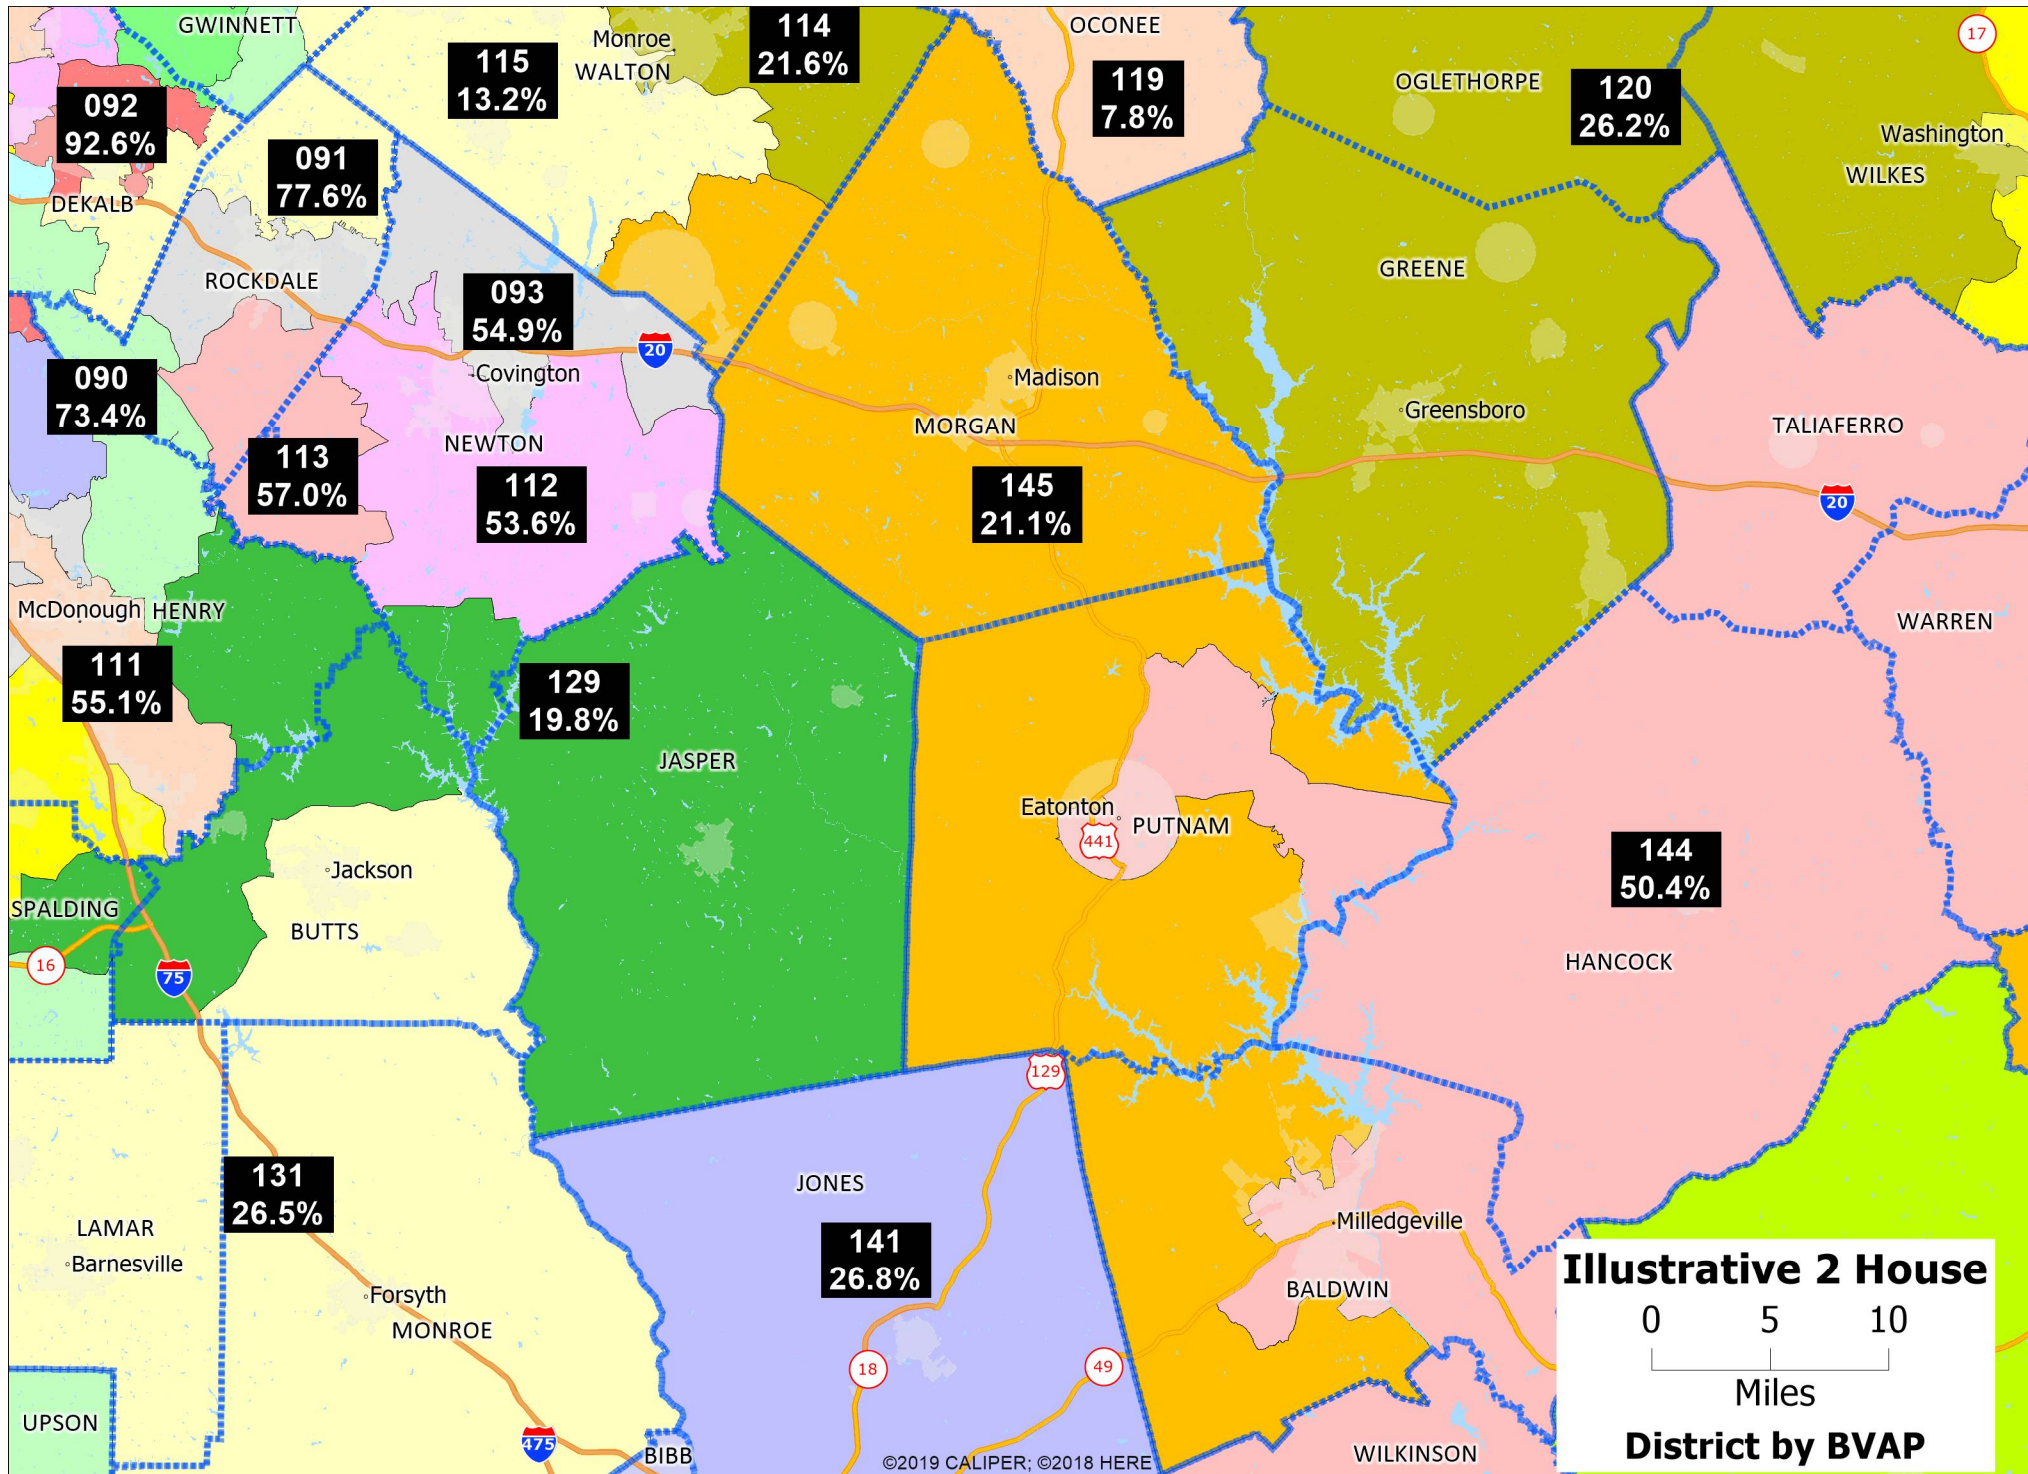 GWINNETT
OCONEE
17
114
21.6%
Monroe
WALTON
115
13.2%
119
7.8%
OGLETHORPE
120
26.2%
092
92.6%
Washington
WILKES
091
77.6%
DEKALB
ROCKDALE
GREENE
093
54.9%
20
Covington
Madison
Greensboro
090
73.4%
MORGAN
TALIAFERRO
NEWTON
113
57.0%
112
53.6%
145
21.1%
20
McDonough
HENRY
WARREN
111
55.1%
129
19.8%
JASPER
Eatonton
PUTNAM
441
144
50.4%
Jackson
SPALDING
BUTTS
16
75
HANCOCK
129
131
26.5%
JONES
LAMAR
Barnesville
141
26.8%
Milledgeville
Forsyth
MONROE
BALDWIN
Illustrative 2 House
0 5 10
Miles
District by BVAP
18
49
UPSON
475
BIBB
©2019 CALIPER; ©2018 HERE
WILKINSON